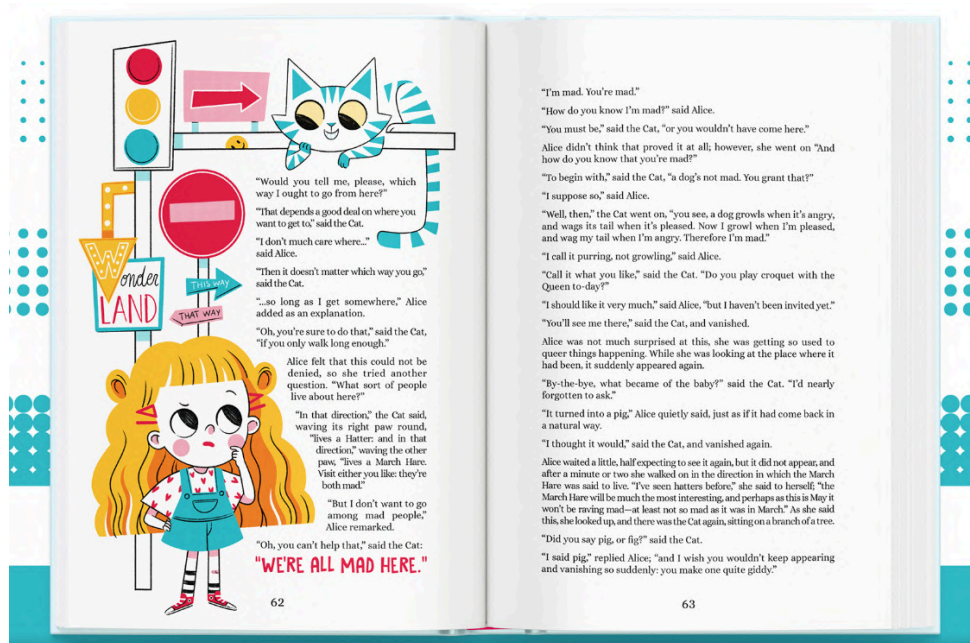 W
onder
LAND
THIS WAY
THAT WAY
“Would you tell me, please, which
way I ought to go from here?”
“That depends a good deal on where you
want to get to,” said the Cat.
“I don’t much care where...”
said Alice.
“Then it doesn’t matter which way you go,”
said the Cat.
“...so long as I get somewhere,” Alice
added as an explanation.
“Oh, you’re sure to do that,” said the Cat,
“if you only walk long enough.”
Alice felt that this could not be
denied, so she tried another
question. “What sort of people
live about here?”
“In that direction,” the Cat said,
waving its right paw round,
“lives a Hatter: and in that
direction,” waving the other
paw, “lives a March Hare.
Visit either you like: they’re
both mad.”
“But I don’t want to go
among mad people,”
Alice remarked.
“Oh, you can’t help that,” said the Cat:
“WE’RE ALL MAD HERE.”
62
“I’m mad. You’re mad.”
“How do you know I’m mad?” said Alice.
“You must be,” said the Cat, “or you wouldn’t have come here.”
Alice didn’t think that proved it at all; however, she went on “And
how do you know that you’re mad?”
“To begin with,” said the Cat, “a dog’s not mad. You grant that?”
“I suppose so,” said Alice.
“Well, then,” the Cat went on, “you see, a dog growls when it’s angry,
and wags its tail when it’s pleased. Now I growl when I’m pleased,
and wag my tail when I’m angry. Therefore I’m mad.”
“I call it purring, not growling,” said Alice.
“Call it what you like,” said the Cat. “Do you play croquet with the
Queen to-day?”
“I should like it very much,” said Alice, “but I haven’t been invited yet.”
“You’ll see me there,” said the Cat, and vanished.
Alice was not much surprised at this, she was getting so used to
queer things happening. While she was looking at the place where it
had been, it suddenly appeared again.
“By-the-bye, what became of the baby?” said the Cat. “I’d nearly
forgotten to ask.”
“It turned into a pig,” Alice quietly said, just as if it had come back in
a natural way.
“I thought it would,” said the Cat, and vanished again.
Alice waited a little, half expecting to see it again, but it did not appear, and
after a minute or two she walked on in the direction in which the March
Hare was said to live. “I’ve seen hatters before,” she said to herself; “the
March Hare will be much the most interesting, and perhaps as this is May it
won’t be raving mad—at least not so mad as it was in March.” As she said
this, she looked up, and there was the Cat again, sitting on a branch of a tree.
“Did you say pig, or fig?” said the Cat.
“I said pig,” replied Alice; “and I wish you wouldn’t keep appearing
and vanishing so suddenly: you make one quite giddy.”
63